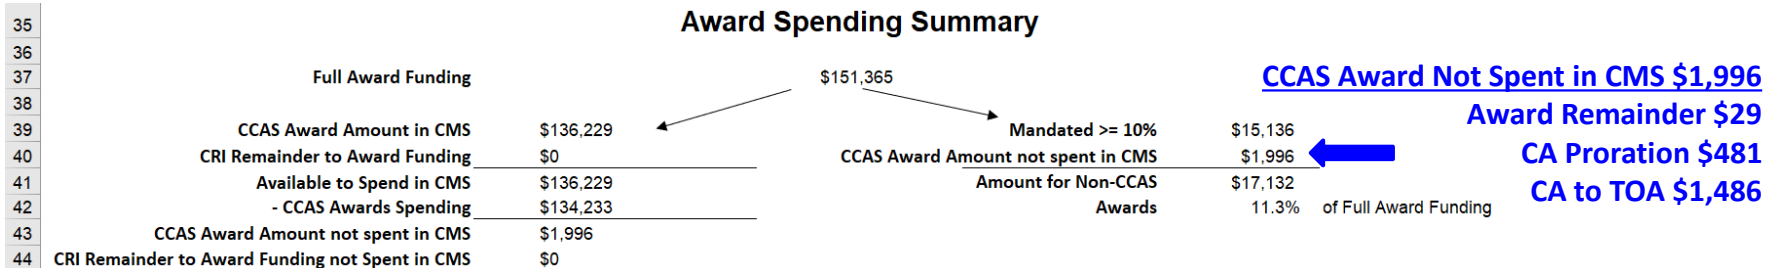 35 Award Spending Summary
36
37 Full Award Funding $151,365 CCAS Award Not Spent in CMS $1,996
38 Award Remainder $29
39 CCAS Award Amount in CMS $136,229 Mandated >= 10% $15,136
40 CRI Remainder to Award Funding $0 CCAS Award Amount not spent in CMS $1,996 CA Proration $481
41 Available to Spend in CMS $136,229 Amount for Non-CCAS $17,132 CA to TOA $1,486
42 - CCAS Awards Spending $134,233 Awards 11.3% of Full Award Funding
43 CCAS Award Amount not spent in CMS $1,996
44 CRI Remainder to Award Funding not Spent in CMS $0